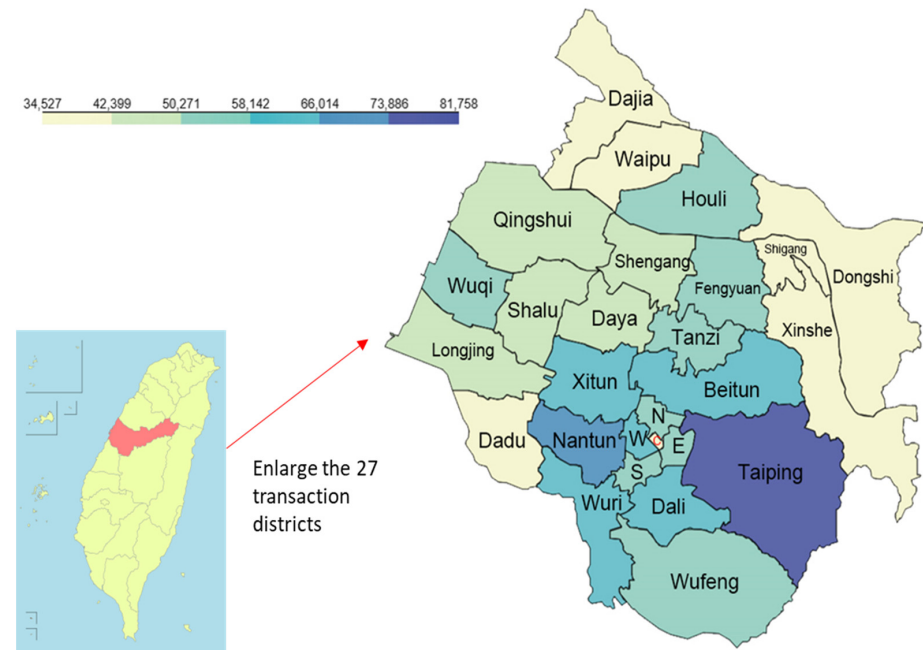 34,527 42,399 50,271 58,142 66,014 73,886 81,758
Dajia
Waipu
Houli
Qingshui
Shigang
Shengang
Dongshi
Wuqi
Fengyuan
Shalu
Daya
Xinshe
Tanzi
Longjing
Xitun
Beitun
N
Dadu
Nantun
W
C
E
S
Taiping
Wuri
Dali
Wufeng
Enlarge the 27
transaction
districts